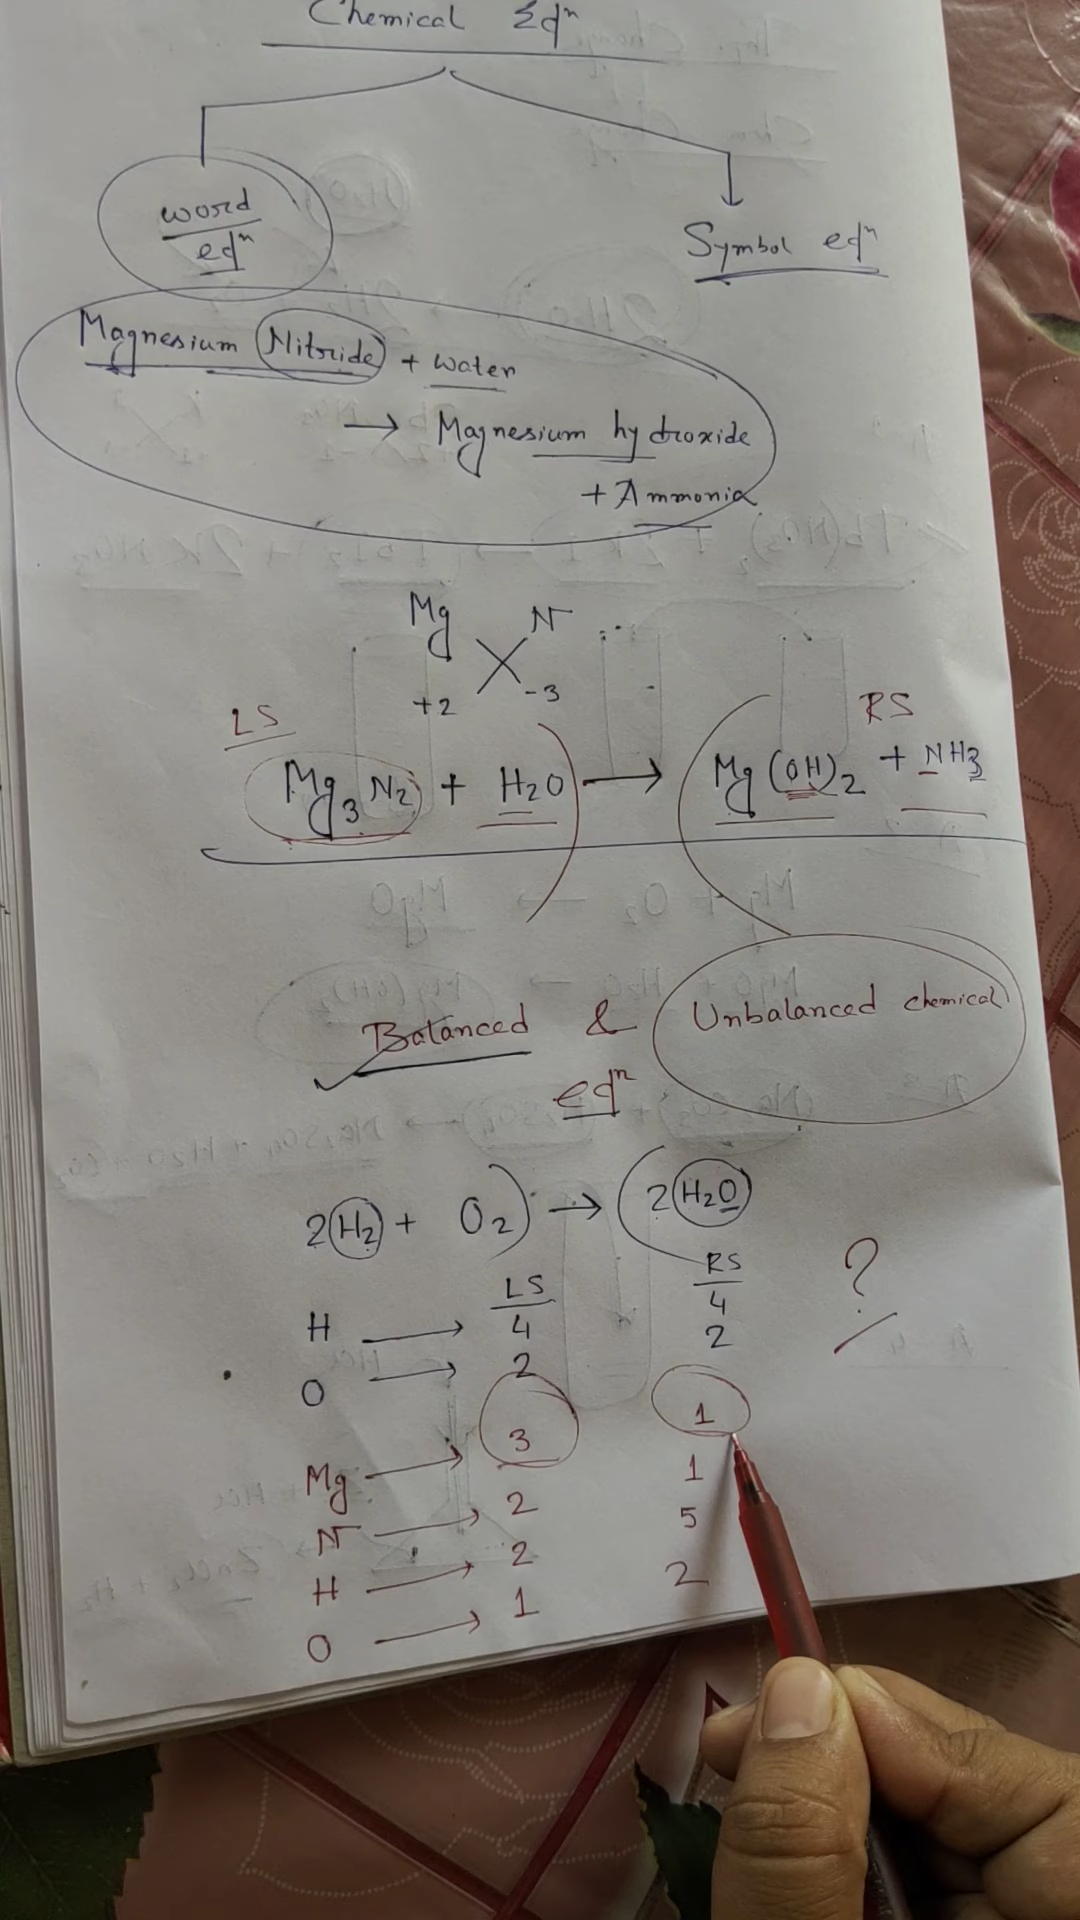 Chemical Eqn
word
eqn
Symbol eqn
Magnesium Nitride + water
→ Magnesium hydroxide
+ Ammonia
Mg N
+2 -3
LS RS
Mg3N2 + H2O → Mg(OH)2 + NH3
Balanced & Unbalanced chemical
eqn
2H2 + O2 → 2H2O
LS RS
H → 4 4
O → 2 2
?
Mg → 3 1
N → 2 1
H → 2 5
O → 1 2